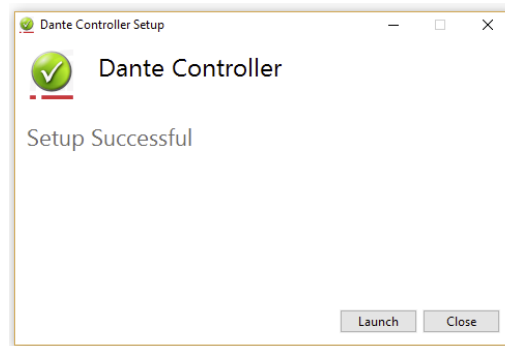 Dante Controller Setup
Dante Controller
Setup Successful
Launch Close